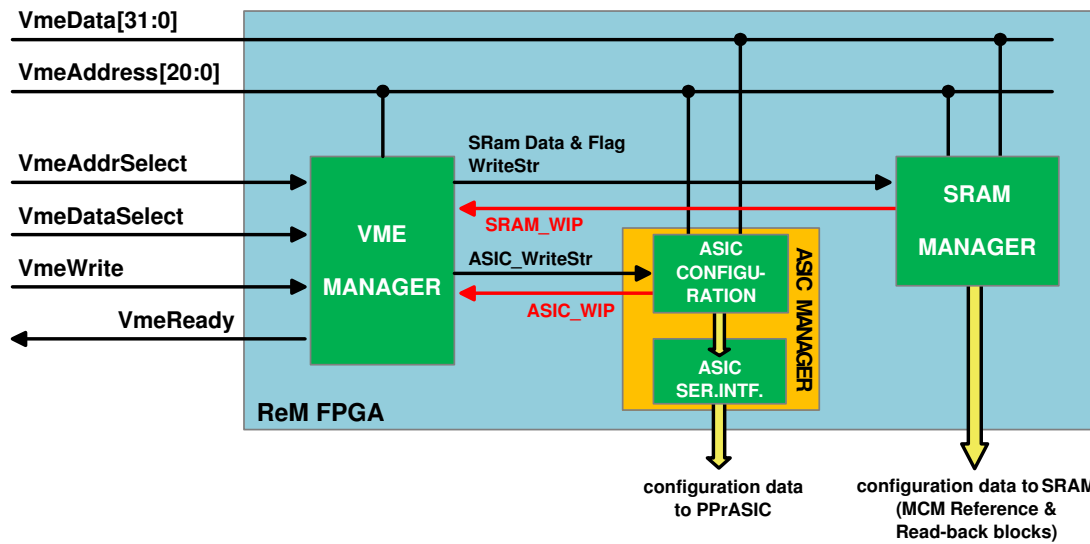 VmeData[31:0]
VmeAddress[20:0]
VmeAddrSelect
VmeDataSelect
VmeWrite
VmeReady
VME
MANAGER
SRam Data & Flag
WriteStr
SRAM_WIP
ASIC_WriteStr
ASIC_WIP
ASIC
CONFIGU-
RATION
ASIC
SER.INTF.
ASIC MANAGER
SRAM
MANAGER
ReM FPGA
configuration data
to PPrASIC
configuration data to SRAM
(MCM Reference &
Read-back blocks)